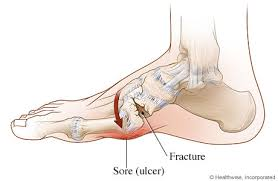 Fracture
Sore (ulcer)
© Healthwise, Incorporated